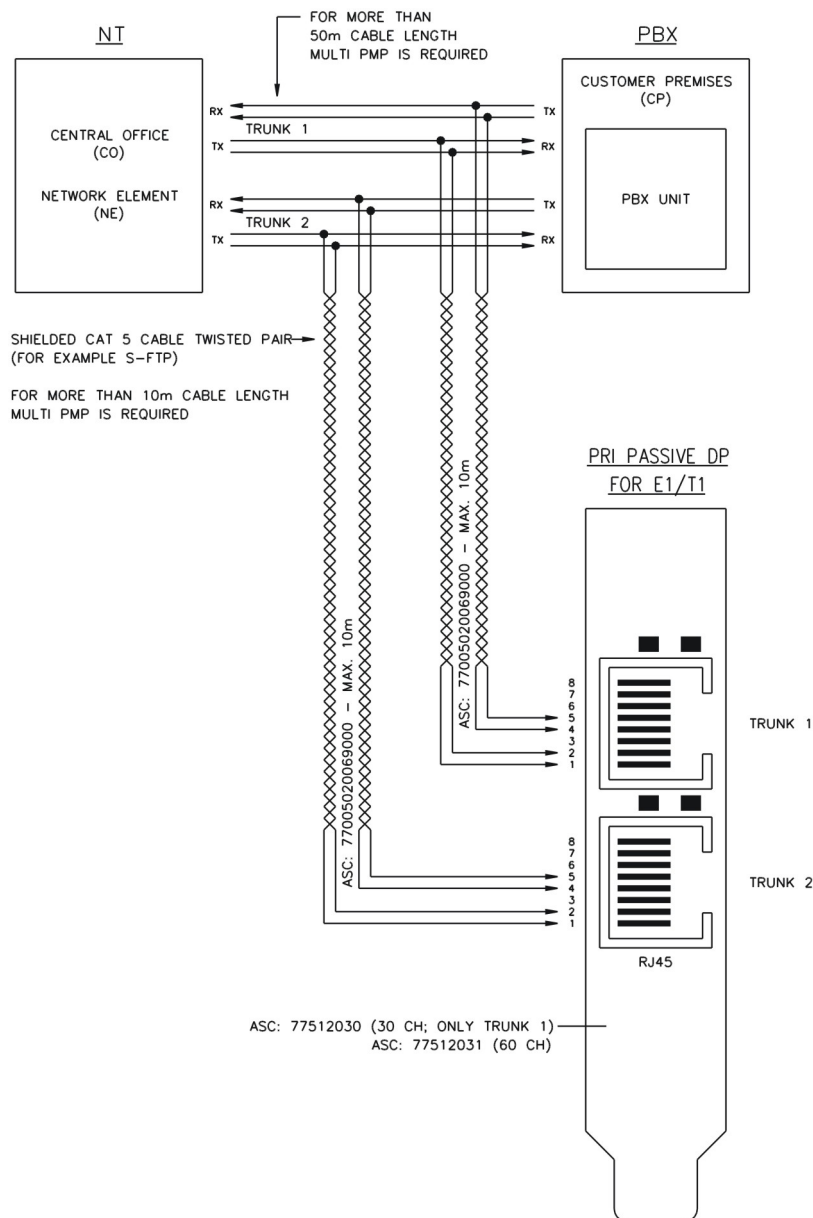 FOR MORE THAN
50m CABLE LENGTH
MULTI PMP IS REQUIRED
NT
PBX
CENTRAL OFFICE
(CO)
NETWORK ELEMENT
(NE)
RX
TRUNK 1
TX
RX
TRUNK 2
TX
TX
RX
TX
RX
CUSTOMER PREMISES
(CP)
PBX UNIT
SHIELDED CAT 5 CABLE TWISTED PAIR
(FOR EXAMPLE S-FTP)
FOR MORE THAN 10m CABLE LENGTH
MULTI PMP IS REQUIRED
ASC: 77005020069000 - MAX. 10m
ASC: 77005020069000 - MAX. 10m
PRI PASSIVE DP
FOR E1/T1
8
7
6
5
4
3
2
1
TRUNK 1
8
7
6
5
4
3
2
1
TRUNK 2
RJ45
ASC: 77512030 (30 CH; ONLY TRUNK 1)
ASC: 77512031 (60 CH)